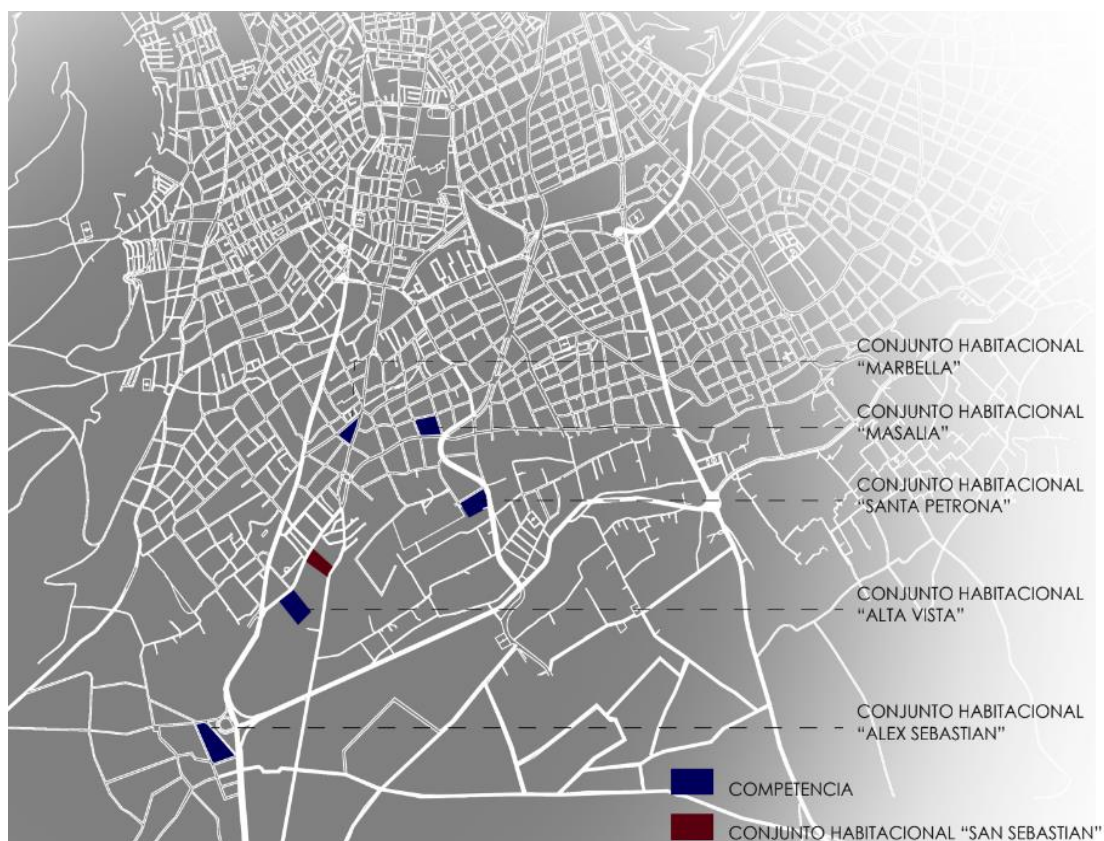 CONJUNTO HABITACIONAL
“MARBELLA”
CONJUNTO HABITACIONAL
“MASALIA”
CONJUNTO HABITACIONAL
“SANTA PETRONA”
CONJUNTO HABITACIONAL
“ALTA VISTA”
CONJUNTO HABITACIONAL
“ALEX SEBASTIAN”
COMPETENCIA
CONJUNTO HABITACIONAL “SAN SEBASTIAN”